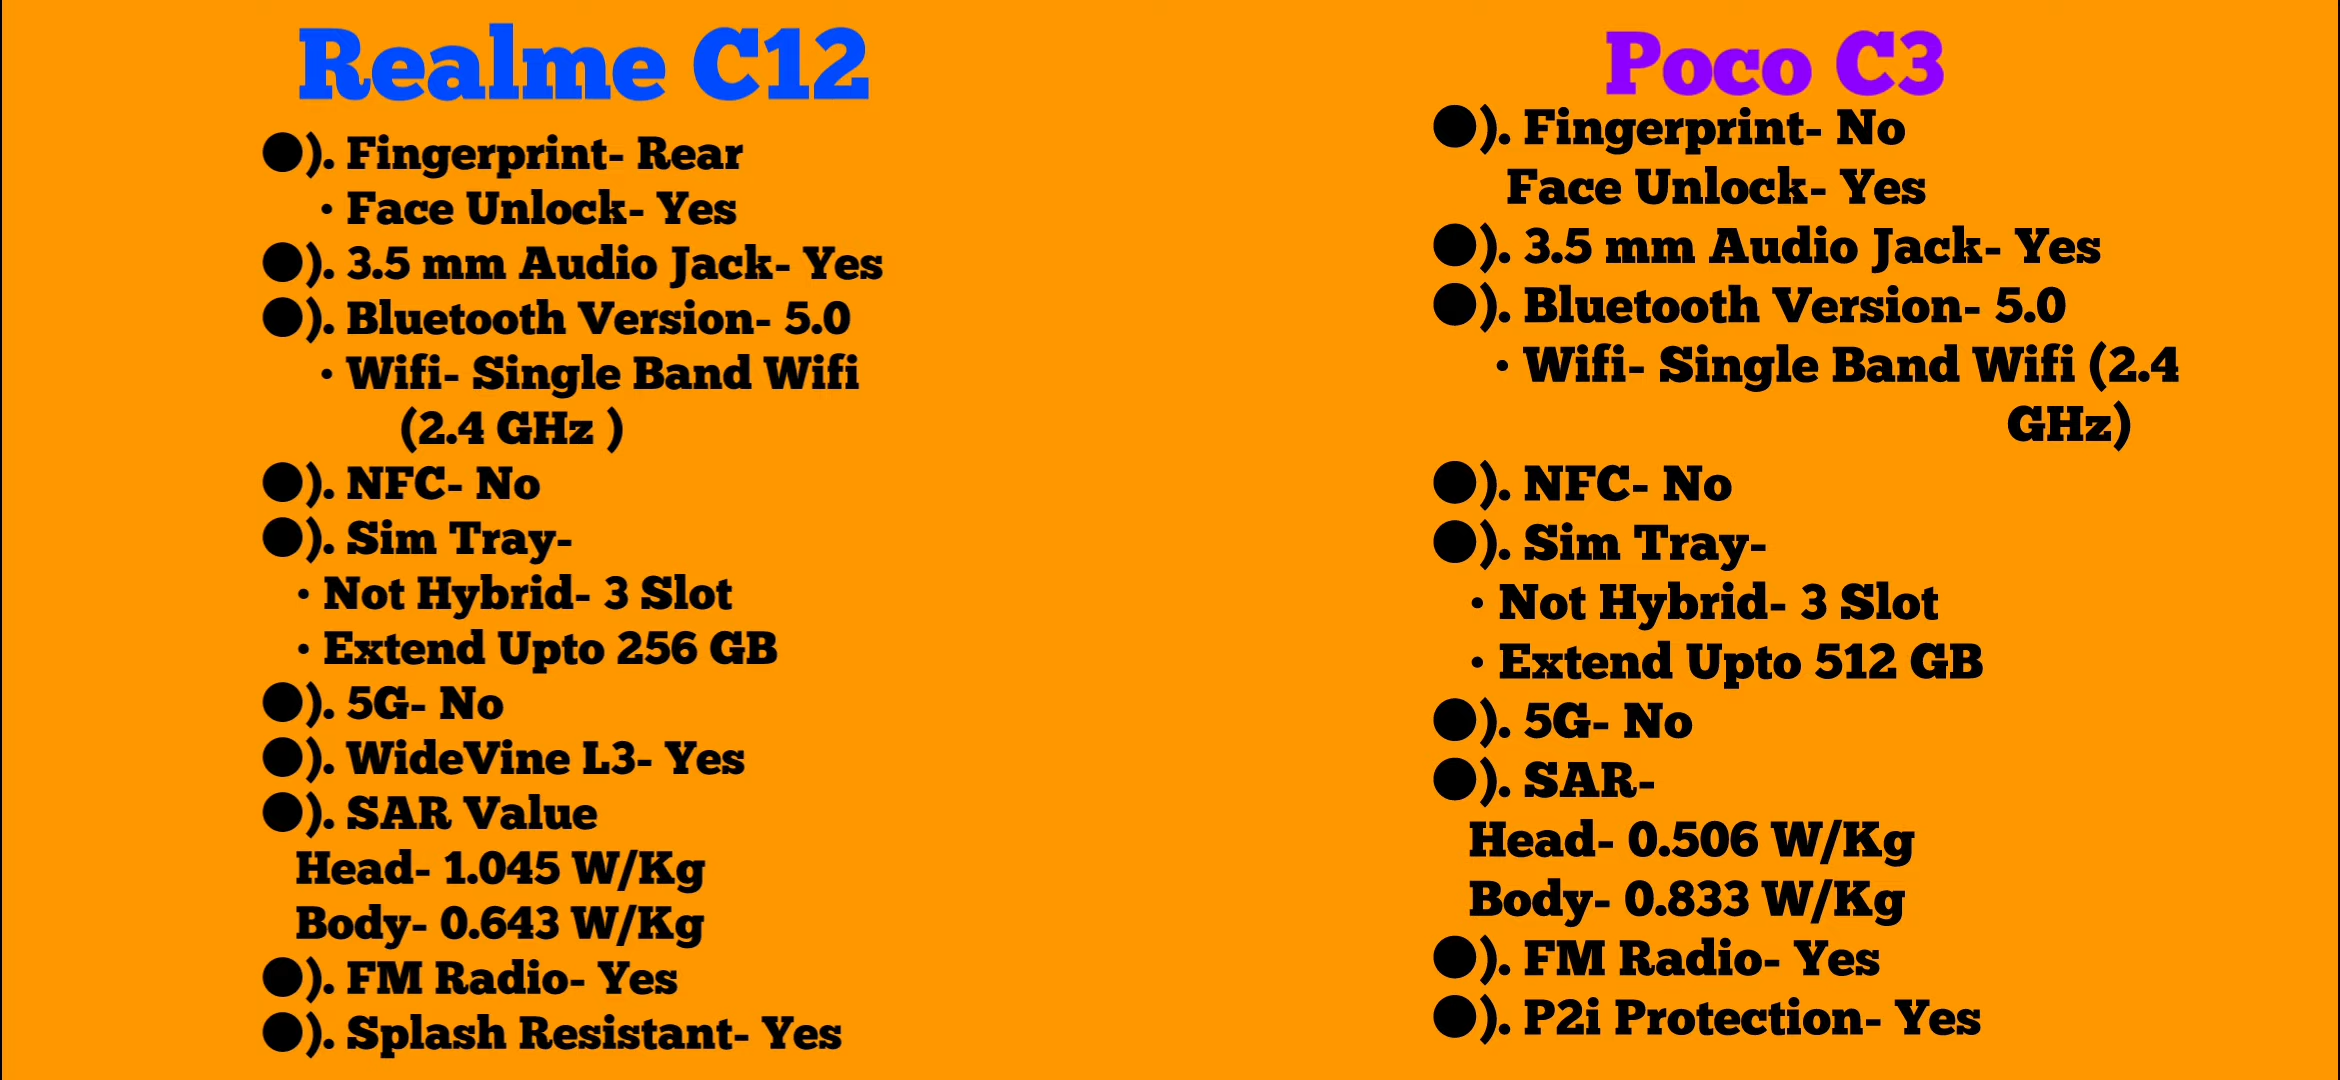 Realme C12
●). Fingerprint- Rear
• Face Unlock- Yes
●). 3.5 mm Audio Jack- Yes
●). Bluetooth Version- 5.0
• Wifi- Single Band Wifi
(2.4 GHz )
●). NFC- No
●). Sim Tray-
• Not Hybrid- 3 Slot
• Extend Upto 256 GB
●). 5G- No
●). WideVine L3- Yes
●). SAR Value
Head- 1.045 W/Kg
Body- 0.643 W/Kg
●). FM Radio- Yes
●). Splash Resistant- Yes
Poco C3
●). Fingerprint- No
Face Unlock- Yes
●). 3.5 mm Audio Jack- Yes
●). Bluetooth Version- 5.0
• Wifi- Single Band Wifi (2.4
GHz)
●). NFC- No
●). Sim Tray-
• Not Hybrid- 3 Slot
• Extend Upto 512 GB
●). 5G- No
●). SAR-
Head- 0.506 W/Kg
Body- 0.833 W/Kg
●). FM Radio- Yes
●). P2i Protection- Yes